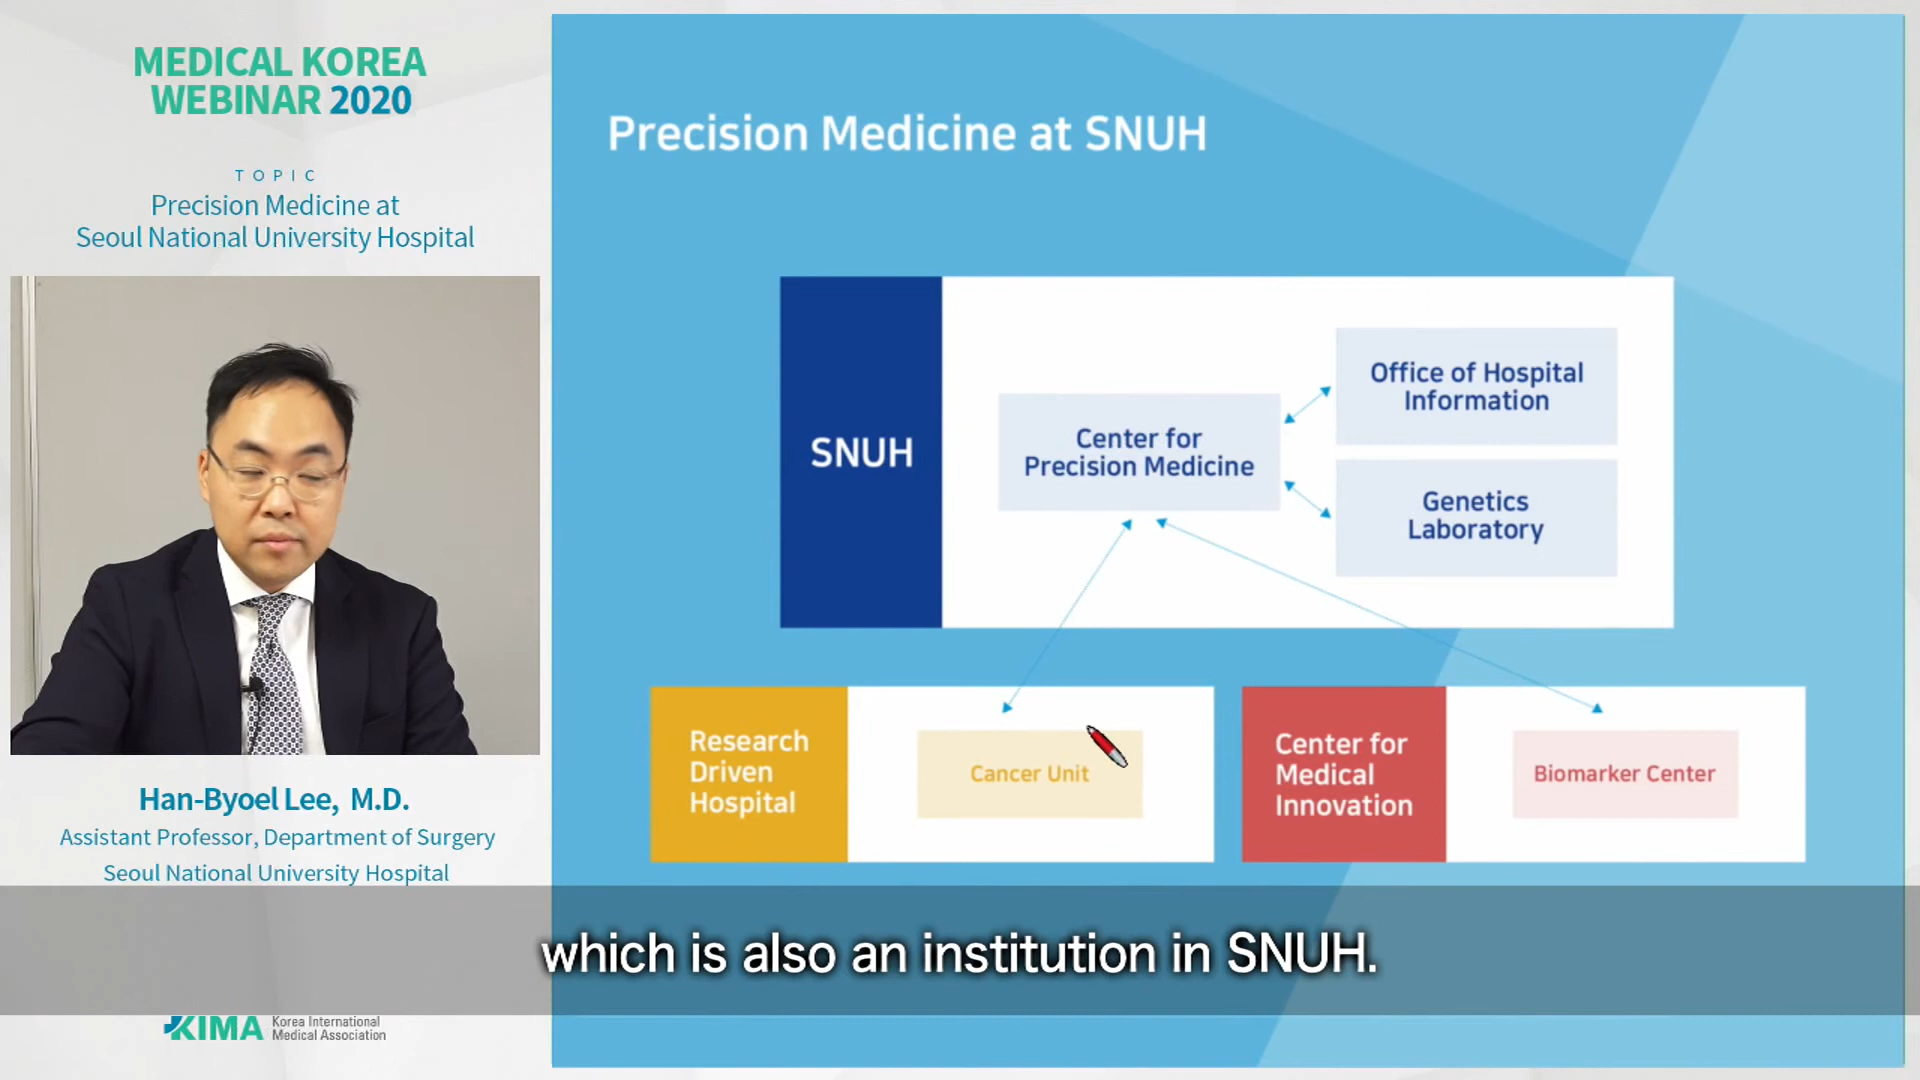 MEDICAL KOREA
WEBINAR 2020
TOPIC
Precision Medicine at
Seoul National University Hospital
Han-Byoel Lee, M.D.
Assistant Professor, Department of Surgery
Seoul National University Hospital
Precision Medicine at SNUH
SNUH
Center for
Precision Medicine
Office of Hospital
Information
Genetics
Laboratory
Research
Driven
Hospital
Cancer Unit
Center for
Medical
Innovation
Biomarker Center
which is also an institution in SNUH.
KIMA
Korea International
Medical Association